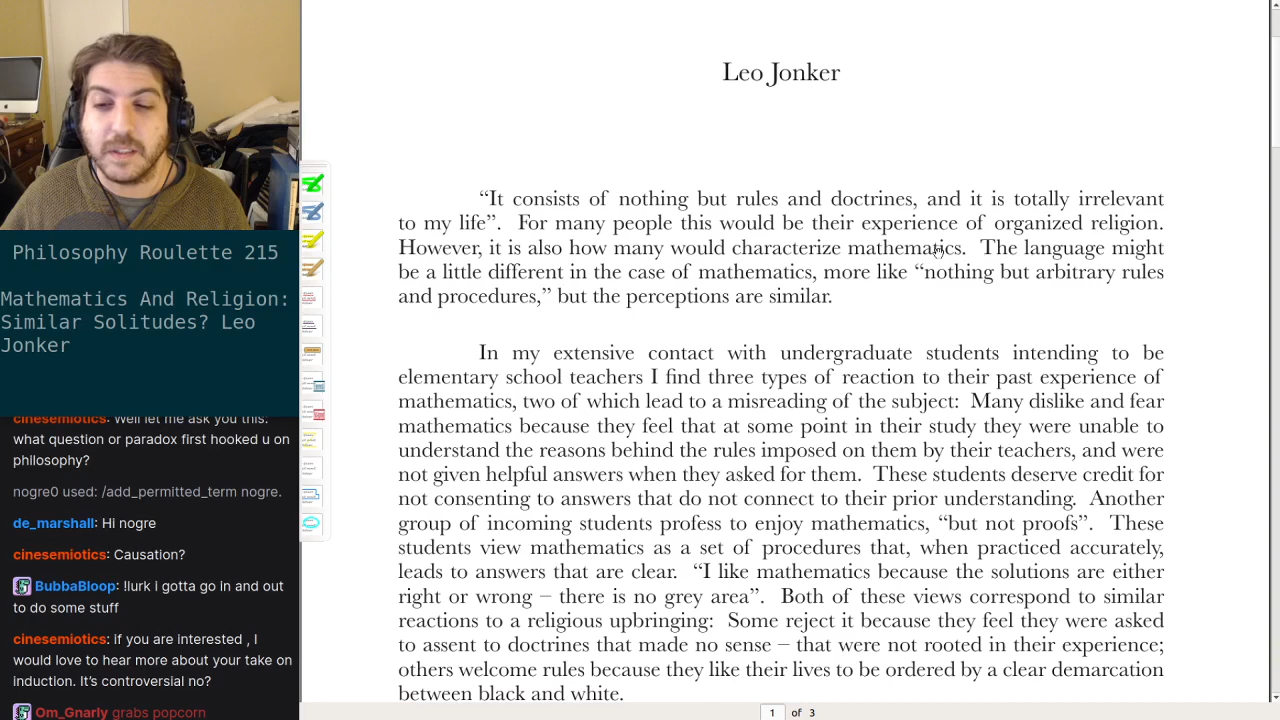 Leo Jonker
“It consists of nothing but rules and doctrines, and it is totally irrelevant
to my life”. For many people this would be their experience of organized religion.
However, it is also how many would characterize mathematics. The language might
be a little different in the case of mathematics, more like “nothing but arbitrary rules
and procedures,” but the perceptions are similar.
In my extensive contact with undergraduate students intending to be
elementary school teachers I find three types of reaction to their past experience of
mathematics, two of which lead to a misreading of the subject: Many dislike and fear
mathematics because they feel that at some point in their study they were unable to
understand the reasons behind the rules imposed on them by their teachers, and were
not given helpful answers when they asked for them. These students deserve credit for
not consenting to answers that do not connect to their prior understanding. Another
group of incoming students profess to enjoy mathematics, “but not proofs”. These
students view mathematics as a set of procedures that, when practiced accurately,
leads to answers that are clear. “I like mathematics because the solutions are either
right or wrong – there is no grey area”. Both of these views correspond to similar
reactions to a religious upbringing: Some reject it because they feel they were asked
to assent to doctrines that made no sense – that were not rooted in their experience;
others welcome rules because they like their lives to be ordered by a clear demarcation
between black and white.
1 of 3
Philosophy Roulette 215
Mathematics And Religion:
Similar Solitudes? Leo
Jonker
cinesemiotics: Well let me ask you this:
what question or paradox first hooked u on
philosophy?
nogre0 used: /add_permitted_term nogre.
de_marshall: Hi nogre
cinesemiotics: Causation?
BubbaBloop: !lurk i gotta go in and out
to do some stuff
cinesemiotics: if you are interested , I
would love to hear more about your take on
induction. It’s controversial no?
Om_Gnarly grabs popcorn